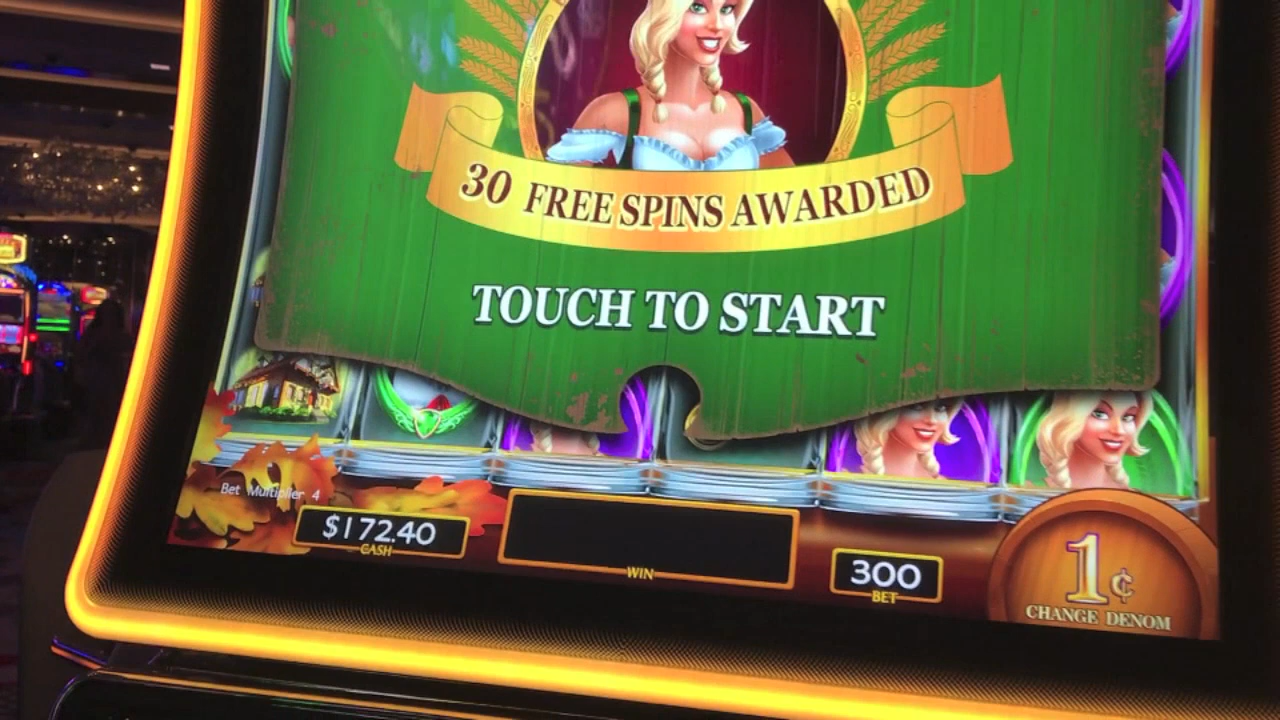 30 FREE SPINS AWARDED
TOUCH TO START
Bet Multiplier 4
$172.40
CASH
WIN
300
BET
1¢
CHANGE DENOM